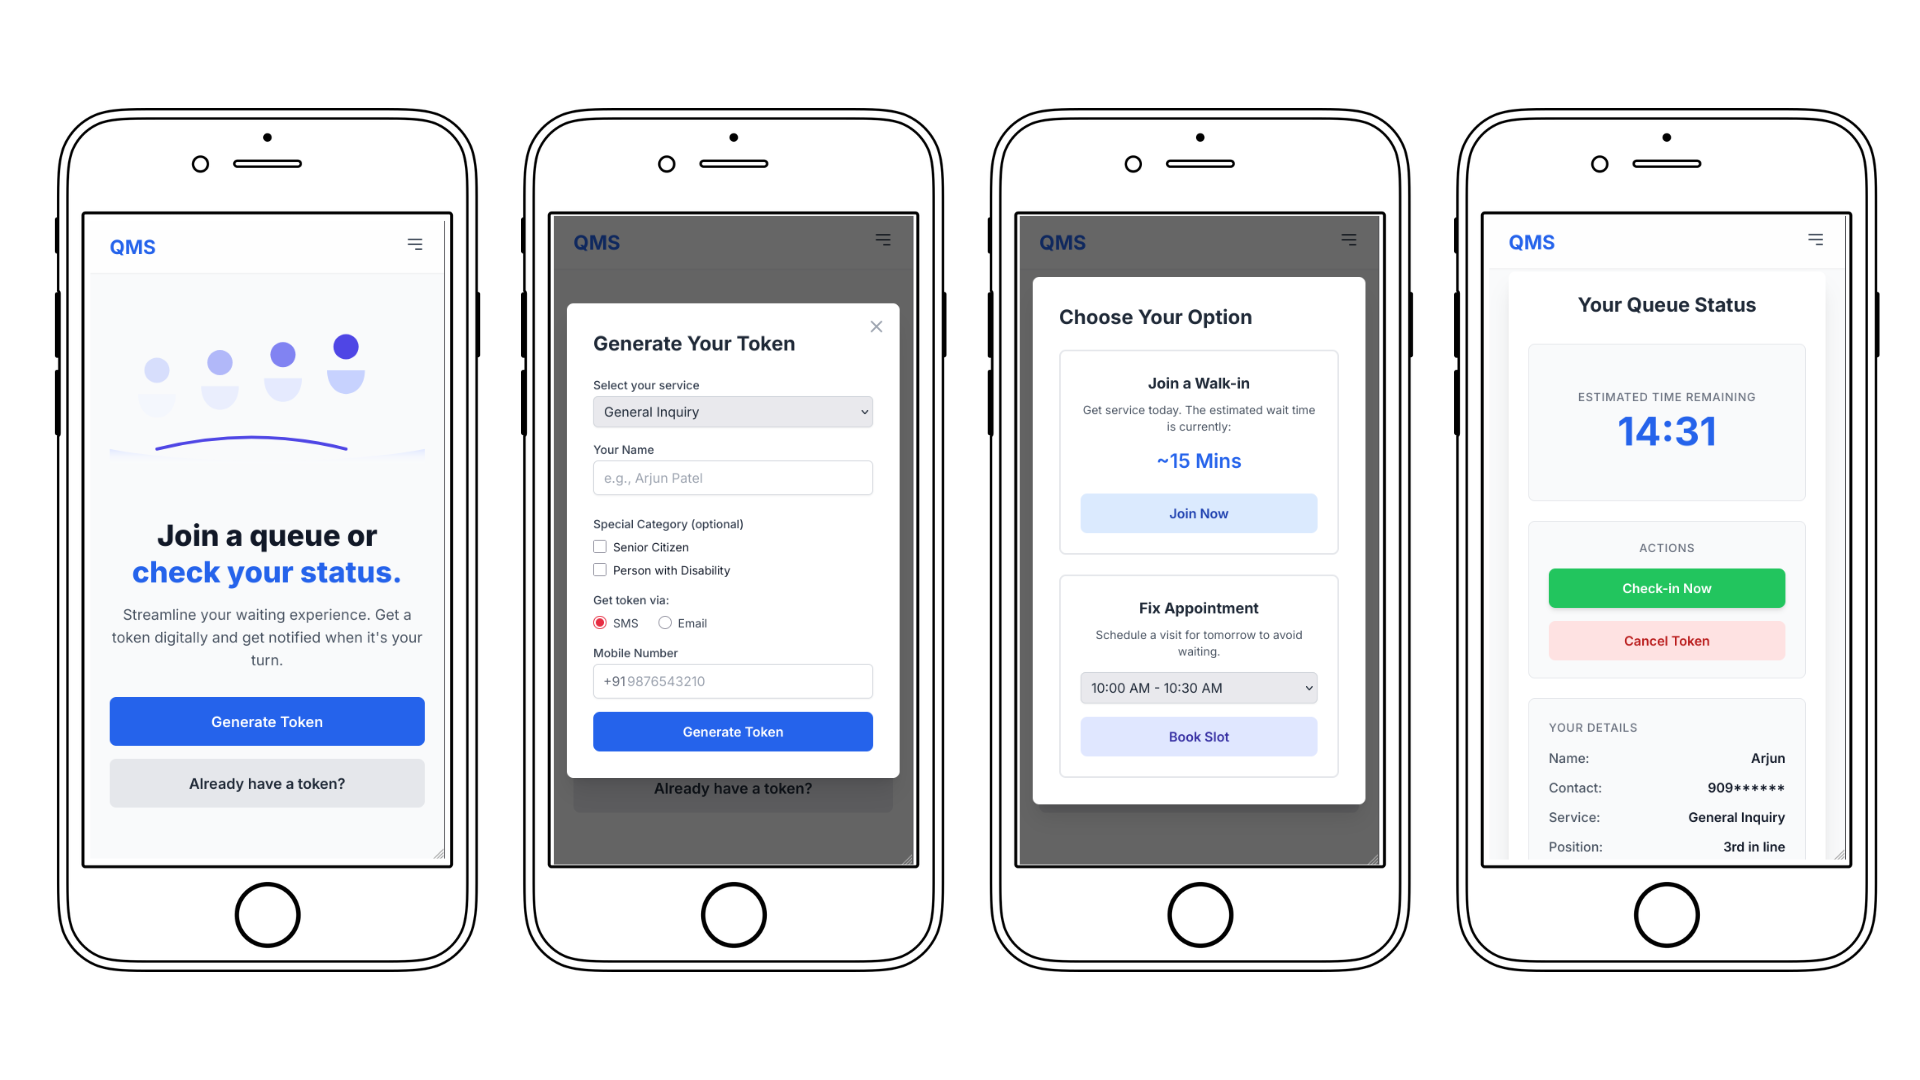 QMS
Join a queue or
check your status.
Streamline your waiting experience. Get a
token digitally and get notified when it's your
turn.
Generate Token
Already have a token?
QMS
Generate Your Token
Select your service
General Inquiry
Your Name
e.g., Arjun Patel
Special Category (optional)
Senior Citizen
Person with Disability
Get token via:
SMS Email
Mobile Number
+919876543210
Generate Token
Already have a token?
QMS
Choose Your Option
Join a Walk-in
Get service today. The estimated wait time
is currently:
~15 Mins
Join Now
Fix Appointment
Schedule a visit for tomorrow to avoid
waiting.
10:00 AM - 10:30 AM
Book Slot
QMS
Your Queue Status
ESTIMATED TIME REMAINING
14:31
ACTIONS
Check-in Now
Cancel Token
YOUR DETAILS
Name: Arjun
Contact: 909******
Service: General Inquiry
Position: 3rd in line